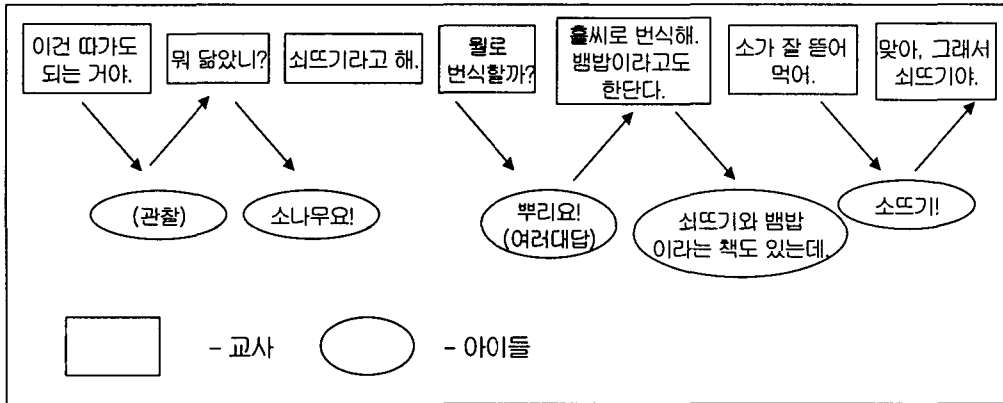 이건 따가도
되는 거야.
뭐 닮았니?
쇠뜨기라고 해.
뭘로
번식할까?
홀씨로 번식해.
뱀밥이라고도
한단다.
소가 잘 뜯어
먹어.
맞아, 그래서
쇠뜨기야.
(관찰)
소나무요!
뿌리요!
(여러대답)
쇠뜨기와 뱀밥
이라는 책도 있는데,
소뜨기!
- 교사
- 아이들